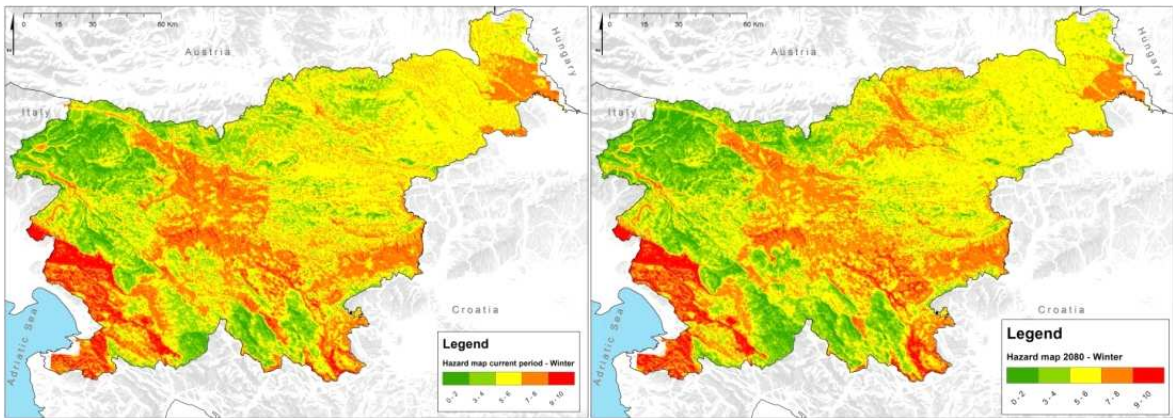 0 15 30 60 Km
Austria
Hungary
Italy
Croatia
Adriatic Sea
Legend
Hazard map current period - Winter
0 - 2
3 - 4
5 - 6
7 - 8
9 - 10
0 15 30 60 Km
Austria
Hungary
Italy
Croatia
Adriatic Sea
Legend
Hazard map 2080 - Winter
0 - 2
3 - 4
5 - 6
7 - 8
9 - 10